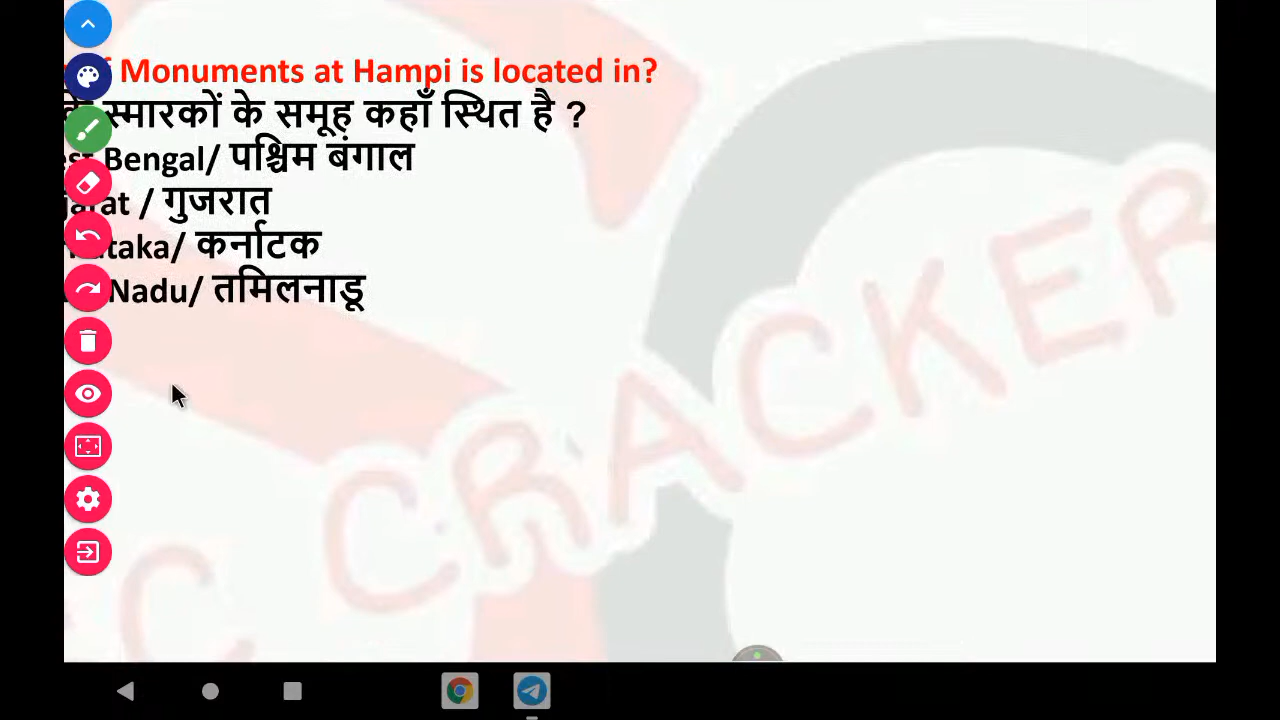 Monuments at Hampi is located in?
स्मारकों के समूह कहाँ स्थित है ?
Bengal/ पश्चिम बंगाल
/ गुजरात
कर्नाटक
Nadu/ तमिलनाडू
C CRACKER